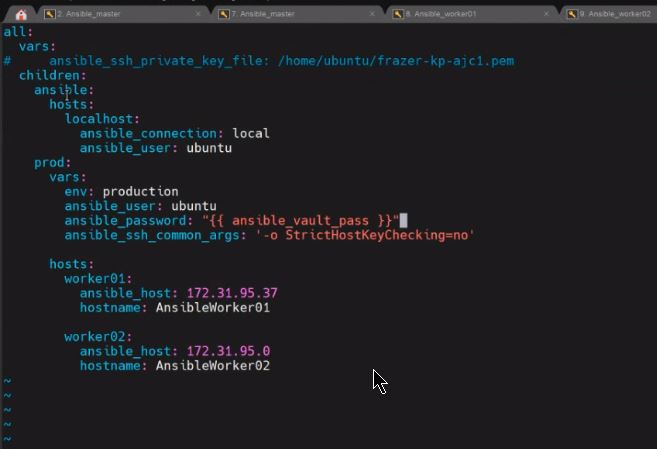 2. Ansible_master
7. Ansible_master
8. Ansible_worker01
9. Ansible_worker02
all:
  vars:
#     ansible_ssh_private_key_file: /home/ubuntu/frazer-kp-ajc1.pem
  children:
    ansible:
      hosts:
        localhost:
          ansible_connection: local
          ansible_user: ubuntu
    prod:
      vars:
        env: production
        ansible_user: ubuntu
        ansible_password: "{{ ansible_vault_pass }}"
        ansible_ssh_common_args: '-o StrictHostKeyChecking=no'
      hosts:
        worker01:
          ansible_host: 172.31.95.37
          hostname: AnsibleWorker01
        worker02:
          ansible_host: 172.31.95.0
          hostname: AnsibleWorker02
~
~
~
~
~